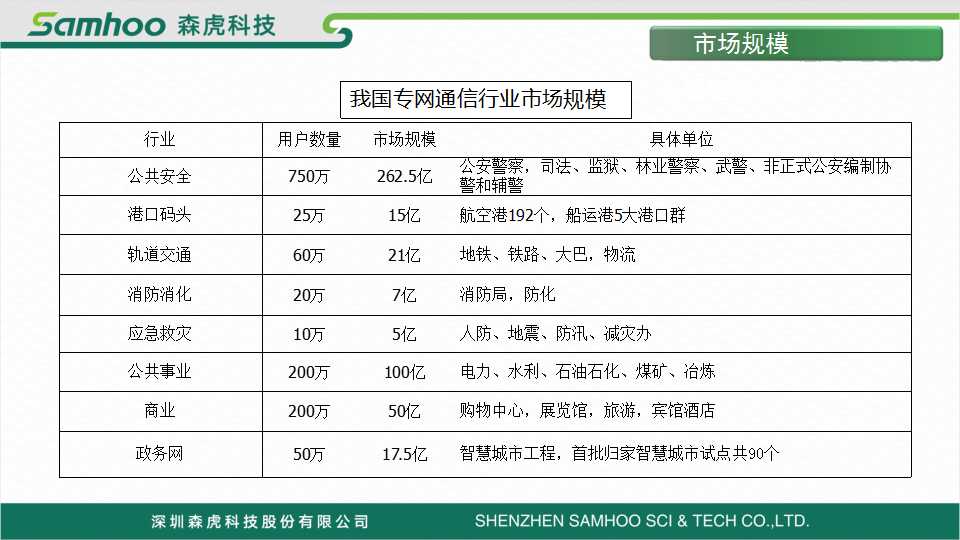 Samhoo 森虎科技
市场规模
我国专网通信行业市场规模
行业 用户数量 市场规模 具体单位
公共安全 750万 262.5亿 公安警察，司法、监狱、林业警察、武警、非正式公安编制协
警和辅警
港口码头 25万 15亿 航空港192个，船运港5大港口群
轨道交通 60万 21亿 地铁、铁路、大巴，物流
消防消化 20万 7亿 消防局，防化
应急救灾 10万 5亿 人防、地震、防汛、减灾办
公共事业 200万 100亿 电力、水利、石油石化、煤矿、冶炼
商业 200万 50亿 购物中心，展览馆，旅游，宾馆酒店
政务网 50万 17.5亿 智慧城市工程，首批归家智慧城市试点共90个
深圳森虎科技股份有限公司 SHENZHEN SAMHOO SCI & TECH CO.,LTD.